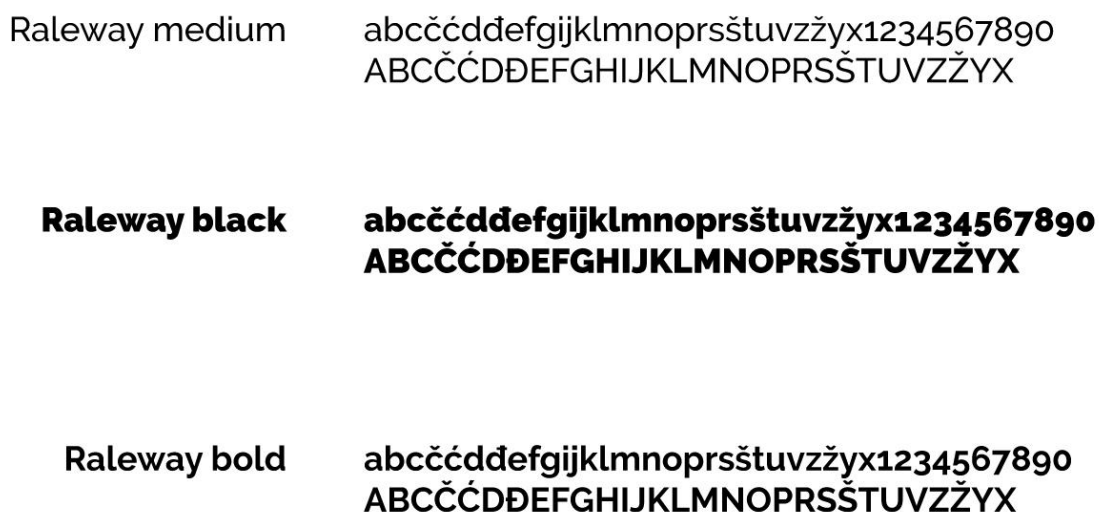 Raleway medium abcčćdđefgijklmnoprsštuvzžyx1234567890
ABCČĆDĐEFGHIJKLMNOPRSŠTUVZŽYX
Raleway black abcčćdđefgijklmnoprsštuvzžyx1234567890
ABCČĆDĐEFGHIJKLMNOPRSŠTUVZŽYX
Raleway bold abcčćdđefgijklmnoprsštuvzžyx1234567890
ABCČĆDĐEFGHIJKLMNOPRSŠTUVZŽYX